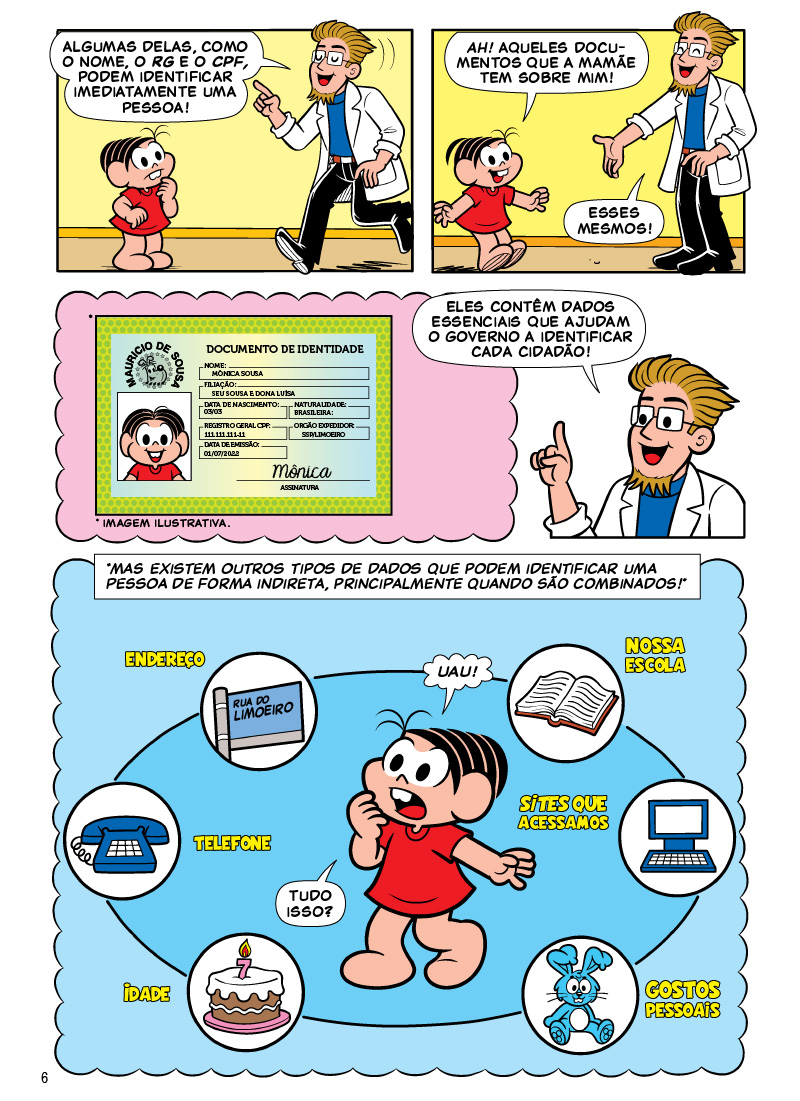 ALGUMAS DELAS, COMO
O NOME, O RG E O CPF,
PODEM IDENTIFICAR
IMEDIATAMENTE UMA
PESSOA!
AH! AQUELES DOCU-
MENTOS QUE A MAMÃE
TEM SOBRE MIM!
ESSES
MESMOS!
*
MAURICIO DE SOUSA
DOCUMENTO DE IDENTIDADE
NOME:
MÔNICA SOUSA
FILIAÇÃO:
SEU SOUSA E DONA LUÍSA
DATA DE NASCIMENTO: NATURALIDADE:
03/03 BRASILEIRA:
REGISTRO GERAL CPF: ORGÃO EXPEDIDOR:
111.111.111-11 SSP/LIMOEIRO
DATA DE EMISSÃO:
01/07/2022
Mônica
ASSINATURA
* IMAGEM ILUSTRATIVA.
ELES CONTÊM DADOS
ESSENCIAIS QUE AJUDAM
O GOVERNO A IDENTIFICAR
CADA CIDADÃO!
"MAS EXISTEM OUTROS TIPOS DE DADOS QUE PODEM IDENTIFICAR UMA
PESSOA DE FORMA INDIRETA, PRINCIPALMENTE QUANDO SÃO COMBINADOS!"
ENDEREÇO
RUA DO
LIMOEIRO
UAU!
NOSSA
ESCOLA
TELEFONE
SITES QUE
ACESSAMOS
TUDO
ISSO?
IDADE
7
GOSTOS
PESSOAIS
6